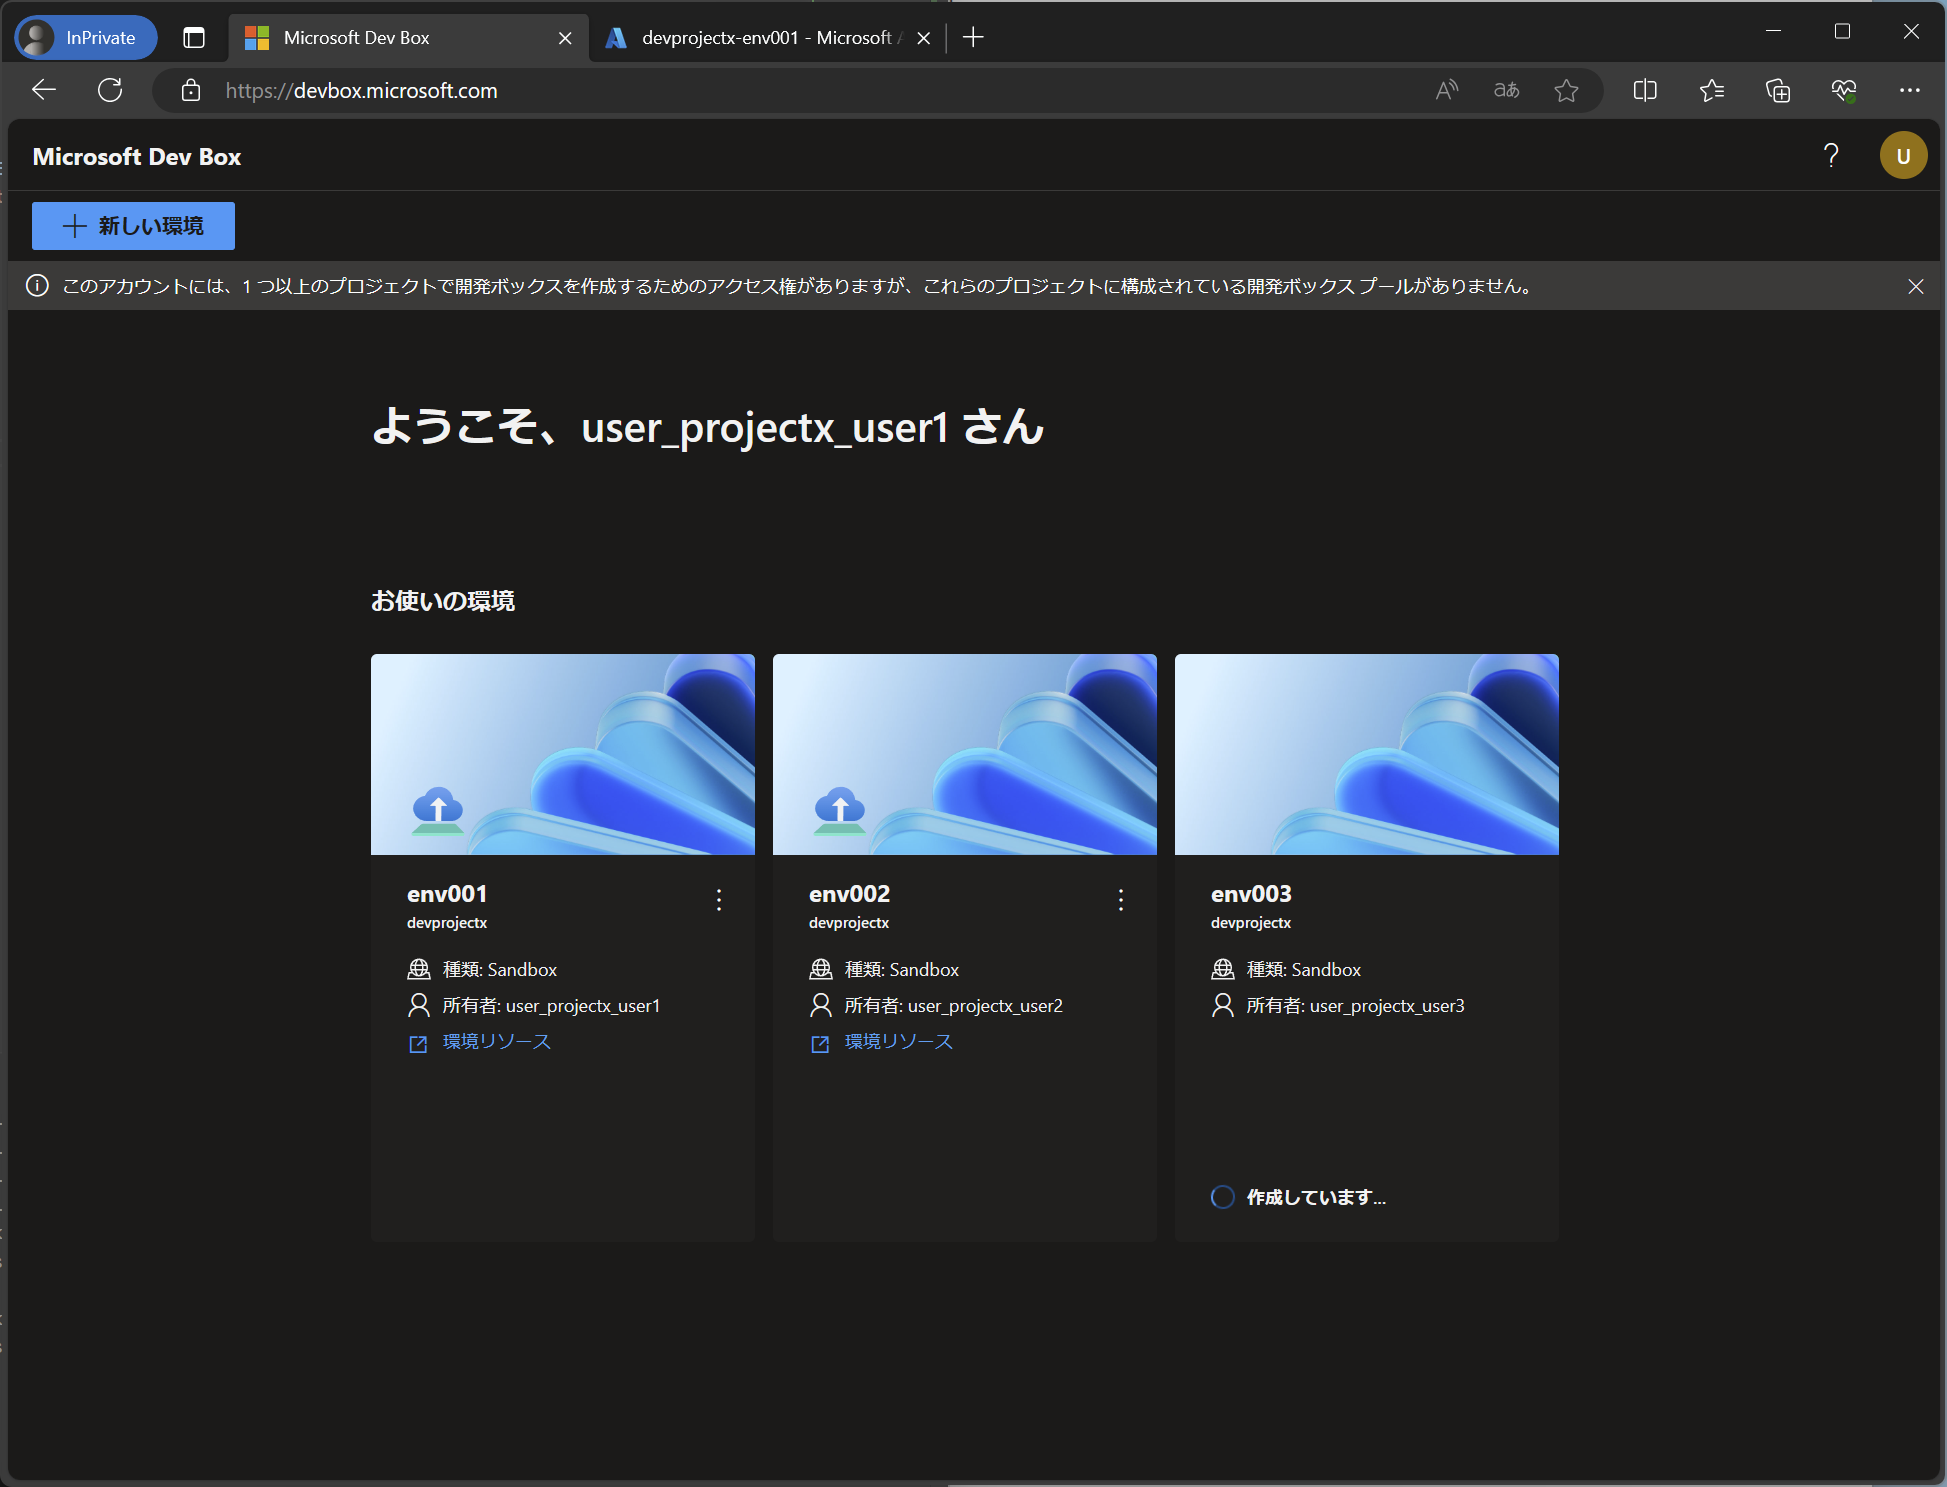 InPrivate
Microsoft Dev Box
devprojectx-env001 - Microsoft
https://devbox.microsoft.com
Microsoft Dev Box
U
新しい環境
このアカウントには、1 つ以上のプロジェクトで開発ボックスを作成するためのアクセス権がありますが、これらのプロジェクトに構成されている開発ボックス プールがありません。
ようこそ、user_projectx_user1 さん
お使いの環境
env001
devprojectx
種類: Sandbox
所有者: user_projectx_user1
環境リソース
env002
devprojectx
種類: Sandbox
所有者: user_projectx_user2
環境リソース
env003
devprojectx
種類: Sandbox
所有者: user_projectx_user3
作成しています...